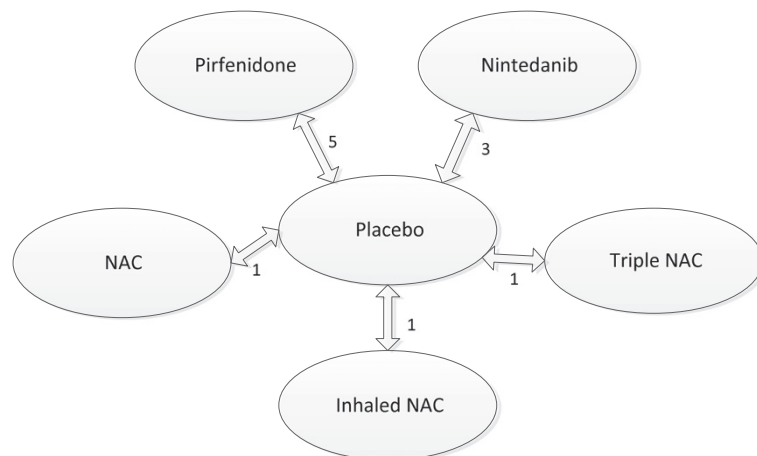 Pirfenidone
Nintedanib
5
3
Placebo
NAC
Triple NAC
1
1
1
Inhaled NAC